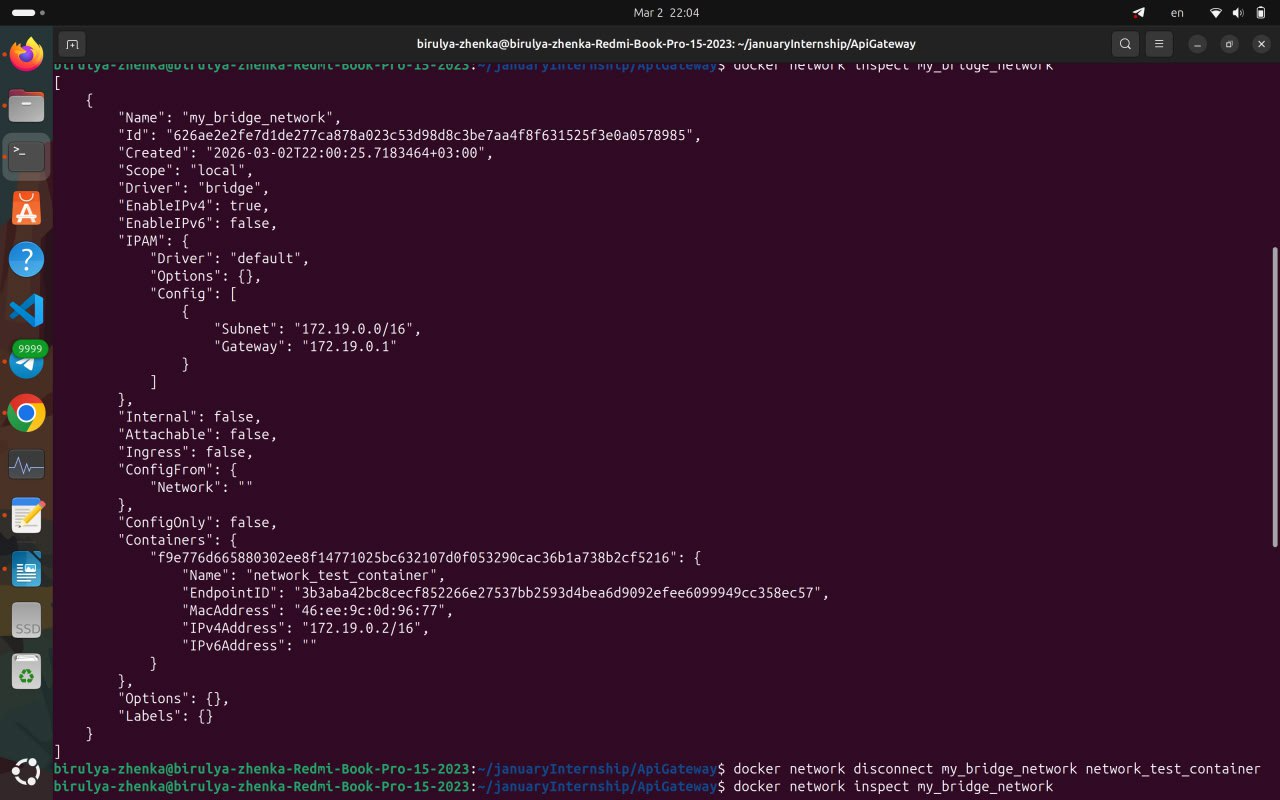 Mar 2 22:04
en
birulya-zhenka@birulya-zhenka-Redmi-Book-Pro-15-2023: ~/januaryInternship/ApiGateway
birulya-zhenka@birulya-zhenka-Redmi-Book-Pro-15-2023:~/januaryInternship/ApiGateway$ docker network inspect my_bridge_network
[
    {
        "Name": "my_bridge_network",
        "Id": "626ae2e2fe7d1de277ca878a023c53d98d8c3be7aa4f8f631525f3e0a0578985",
        "Created": "2026-03-02T22:00:25.7183464+03:00",
        "Scope": "local",
        "Driver": "bridge",
        "EnableIPv4": true,
        "EnableIPv6": false,
        "IPAM": {
            "Driver": "default",
            "Options": {},
            "Config": [
                {
                    "Subnet": "172.19.0.0/16",
                    "Gateway": "172.19.0.1"
                }
            ]
        },
        "Internal": false,
        "Attachable": false,
        "Ingress": false,
        "ConfigFrom": {
            "Network": ""
        },
        "ConfigOnly": false,
        "Containers": {
            "f9e776d665880302ee8f14771025bc632107d0f053290cac36b1a738b2cf5216": {
                "Name": "network_test_container",
                "EndpointID": "3b3aba42bc8cecf852266e27537bb2593d4bea6d9092efee6099949cc358ec57",
                "MacAddress": "46:ee:9c:0d:96:77",
                "IPv4Address": "172.19.0.2/16",
                "IPv6Address": ""
            }
        },
        "Options": {},
        "Labels": {}
    }
]
birulya-zhenka@birulya-zhenka-Redmi-Book-Pro-15-2023:~/januaryInternship/ApiGateway$ docker network disconnect my_bridge_network network_test_container
birulya-zhenka@birulya-zhenka-Redmi-Book-Pro-15-2023:~/januaryInternship/ApiGateway$ docker network inspect my_bridge_network
9999
SSD